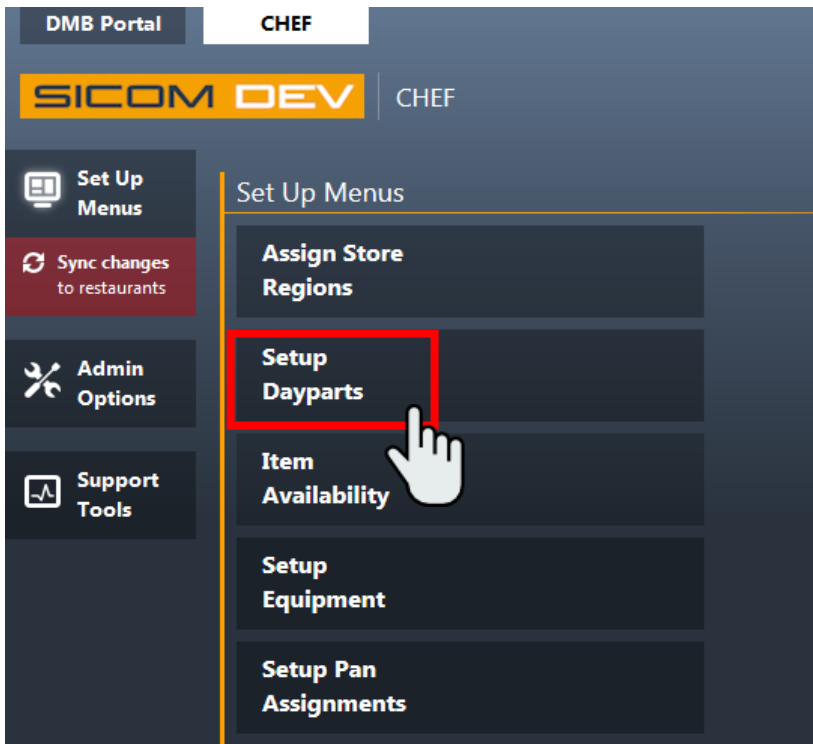 DMB Portal
CHEF
SICOM DEV
CHEF
Set Up
Menus
Sync changes
to restaurants
Admin
Options
Support
Tools
Set Up Menus
Assign Store
Regions
Setup
Dayparts
Item
Availability
Setup
Equipment
Setup Pan
Assignments